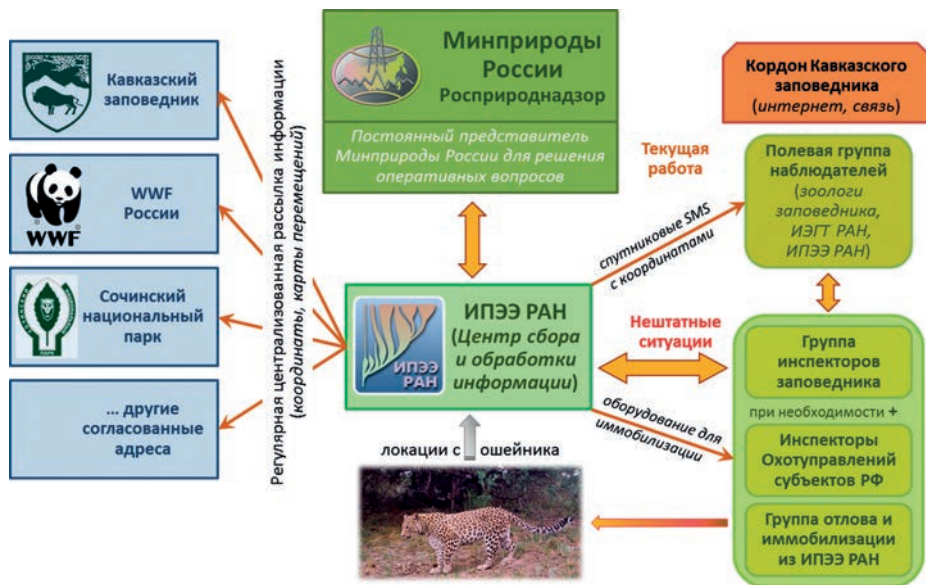 Кавказский
заповедник
WWF
WWF
России
Сочинский
национальный
парк
ПАРК
... другие
согласованные
адреса
Регулярная централизованная рассылка информации
(координаты, карты перемещений)
Минприроды
России
Росприроднадзор
Постоянный представитель
Минприроды России для решения
оперативных вопросов
ИПЭЭ
РАН
ИПЭЭ РАН
(Центр сбора
и обработки
информации)
локации с ошейника
Текущая
работа
спутниковые SMS
с координатами
Нештатные
ситуации
оборудование для
иммобилизации
Кордон Кавказского
заповедника
(интернет, связь)
Полевая группа
наблюдателей
(зоологи
заповедника,
ИЭГТ РАН,
ИПЭЭ РАН)
Группа
инспекторов
заповедника
при необходимости +
Инспекторы
Охотуправлений
субъектов РФ
Группа отлова и
иммобилизации
из ИПЭЭ РАН